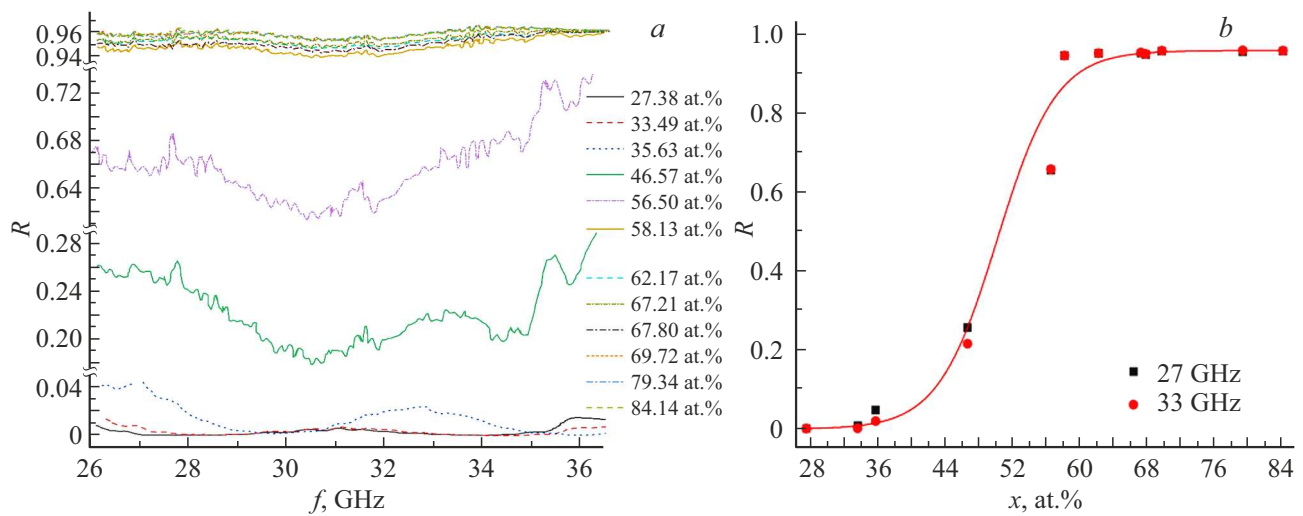 a
0.96
0.94
0.72
0.68
0.64
0.28
0.24
0.20
0.04
0
R
26
28
30
32
34
36
f, GHz
27.38 at.%
33.49 at.%
35.63 at.%
46.57 at.%
56.50 at.%
58.13 at.%
62.17 at.%
67.21 at.%
67.80 at.%
69.72 at.%
79.34 at.%
84.14 at.%
b
1.0
0.8
0.6
0.4
0.2
0
R
28
36
44
52
60
68
76
84
x, at.%
27 GHz
33 GHz